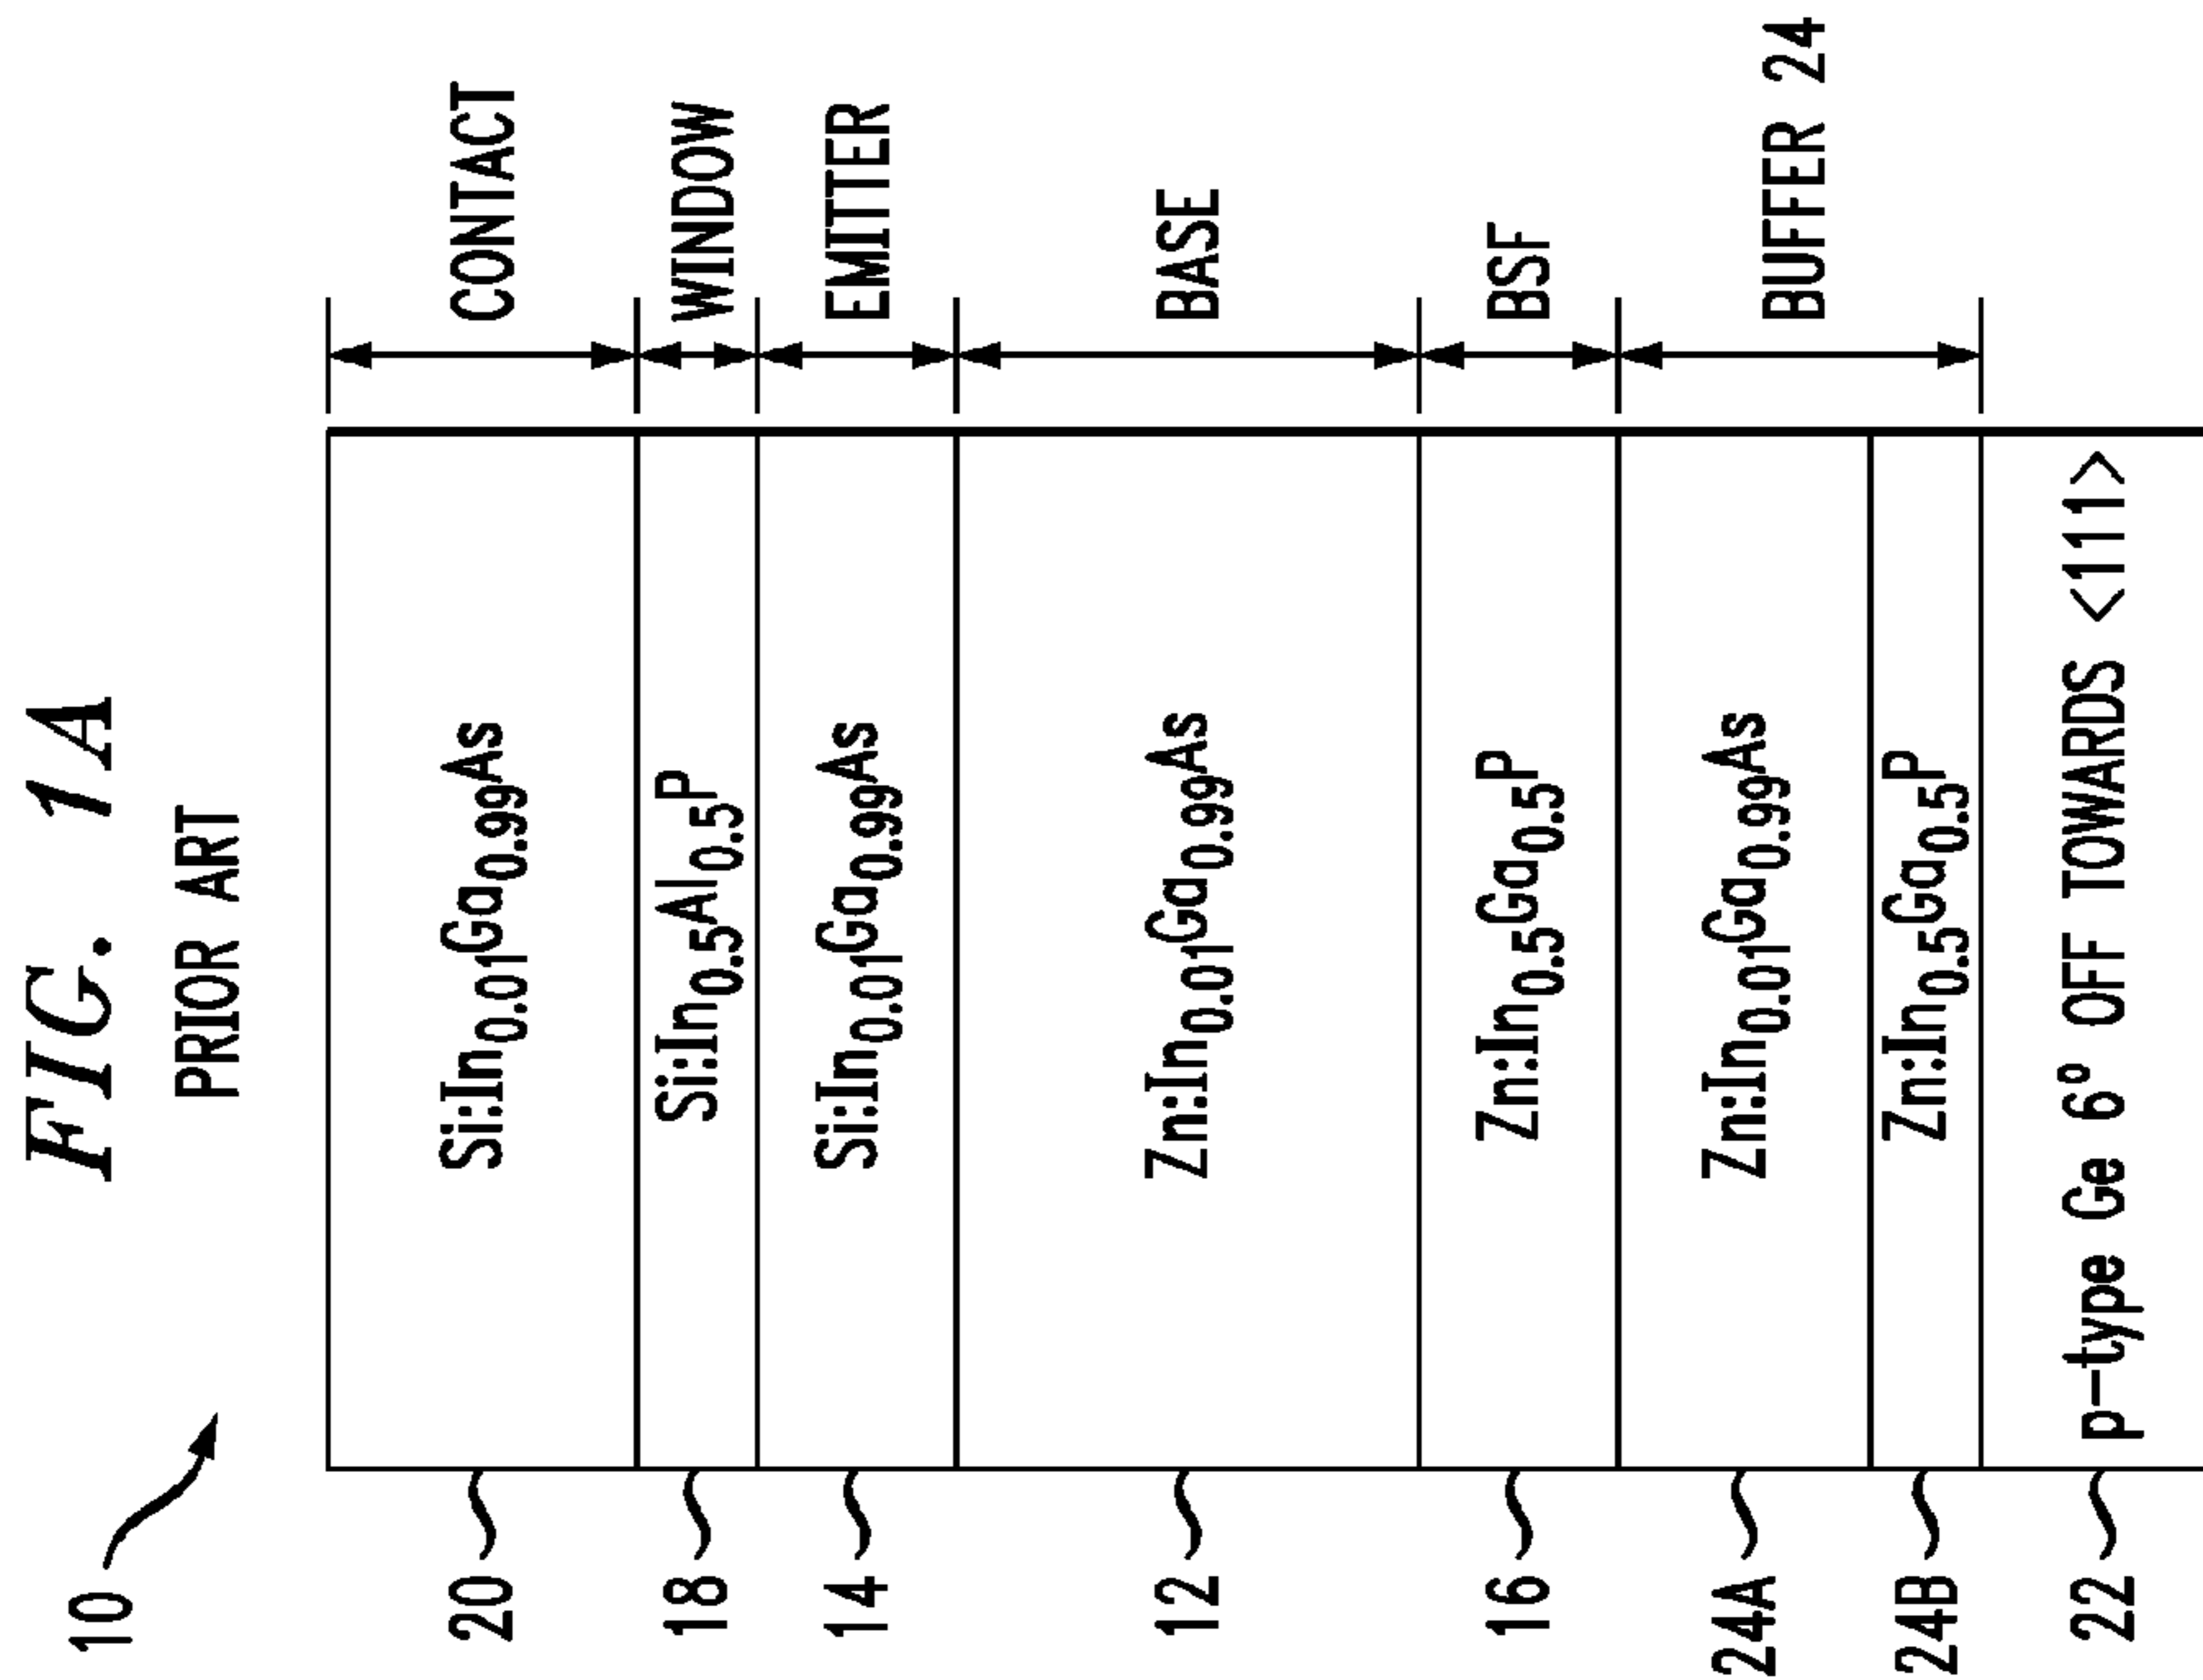 FIG. 1A
PRIOR ART
10
20 Si:In0.01Ga0.99As CONTACT
18 Si:In0.5Al0.5P WINDOW
14 Si:In0.01Ga0.99As EMITTER
12 Zn:In0.01Ga0.99As BASE
16 Zn:In0.5Ga0.5P BSF
24A Zn:In0.01Ga0.99As BUFFER 24
24B Zn:In0.5Ga0.5P
22 p-type Ge 6º OFF TOWARDS <111>